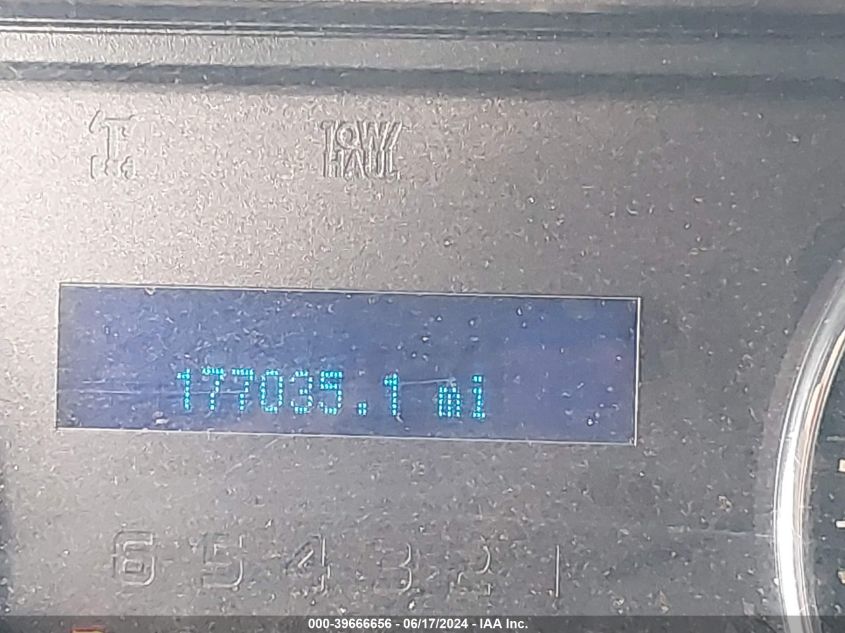 TOW/
HAUL
177035.1 mi
6 5 4 3 2 1
000-39666656 - 06/17/2024 - IAA Inc.